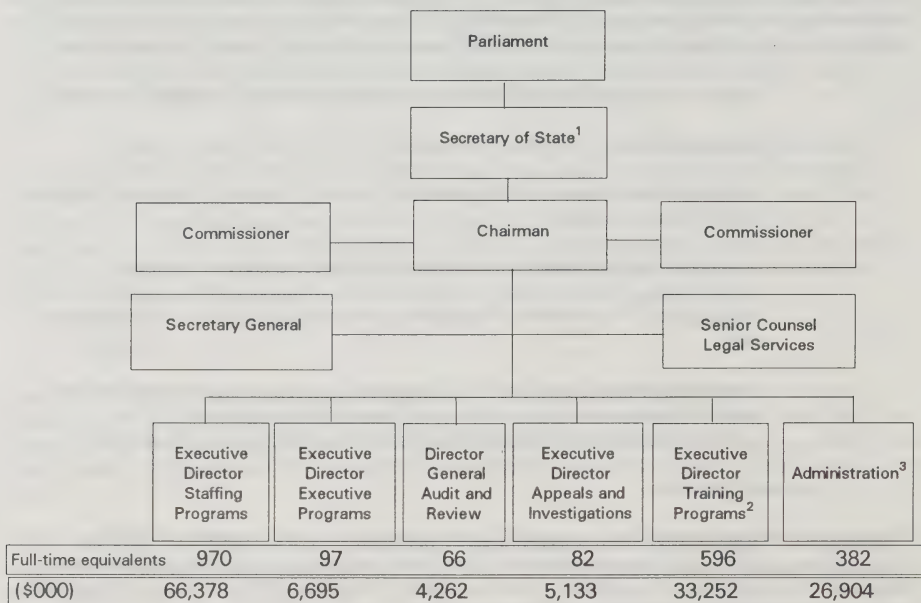 Parliament
Secretary of State¹
Commissioner
Chairman
Commissioner
Secretary General
Senior Counsel
Legal Services
Executive
Director
Staffing
Programs
Executive
Director
Executive
Programs
Director
General
Audit and
Review
Executive
Director
Appeals and
Investigations
Executive
Director
Training
Programs²
Administration³
Full-time equivalents 970 97 66 82 596 382
($000) 66,378 6,695 4,262 5,133 33,252 26,904